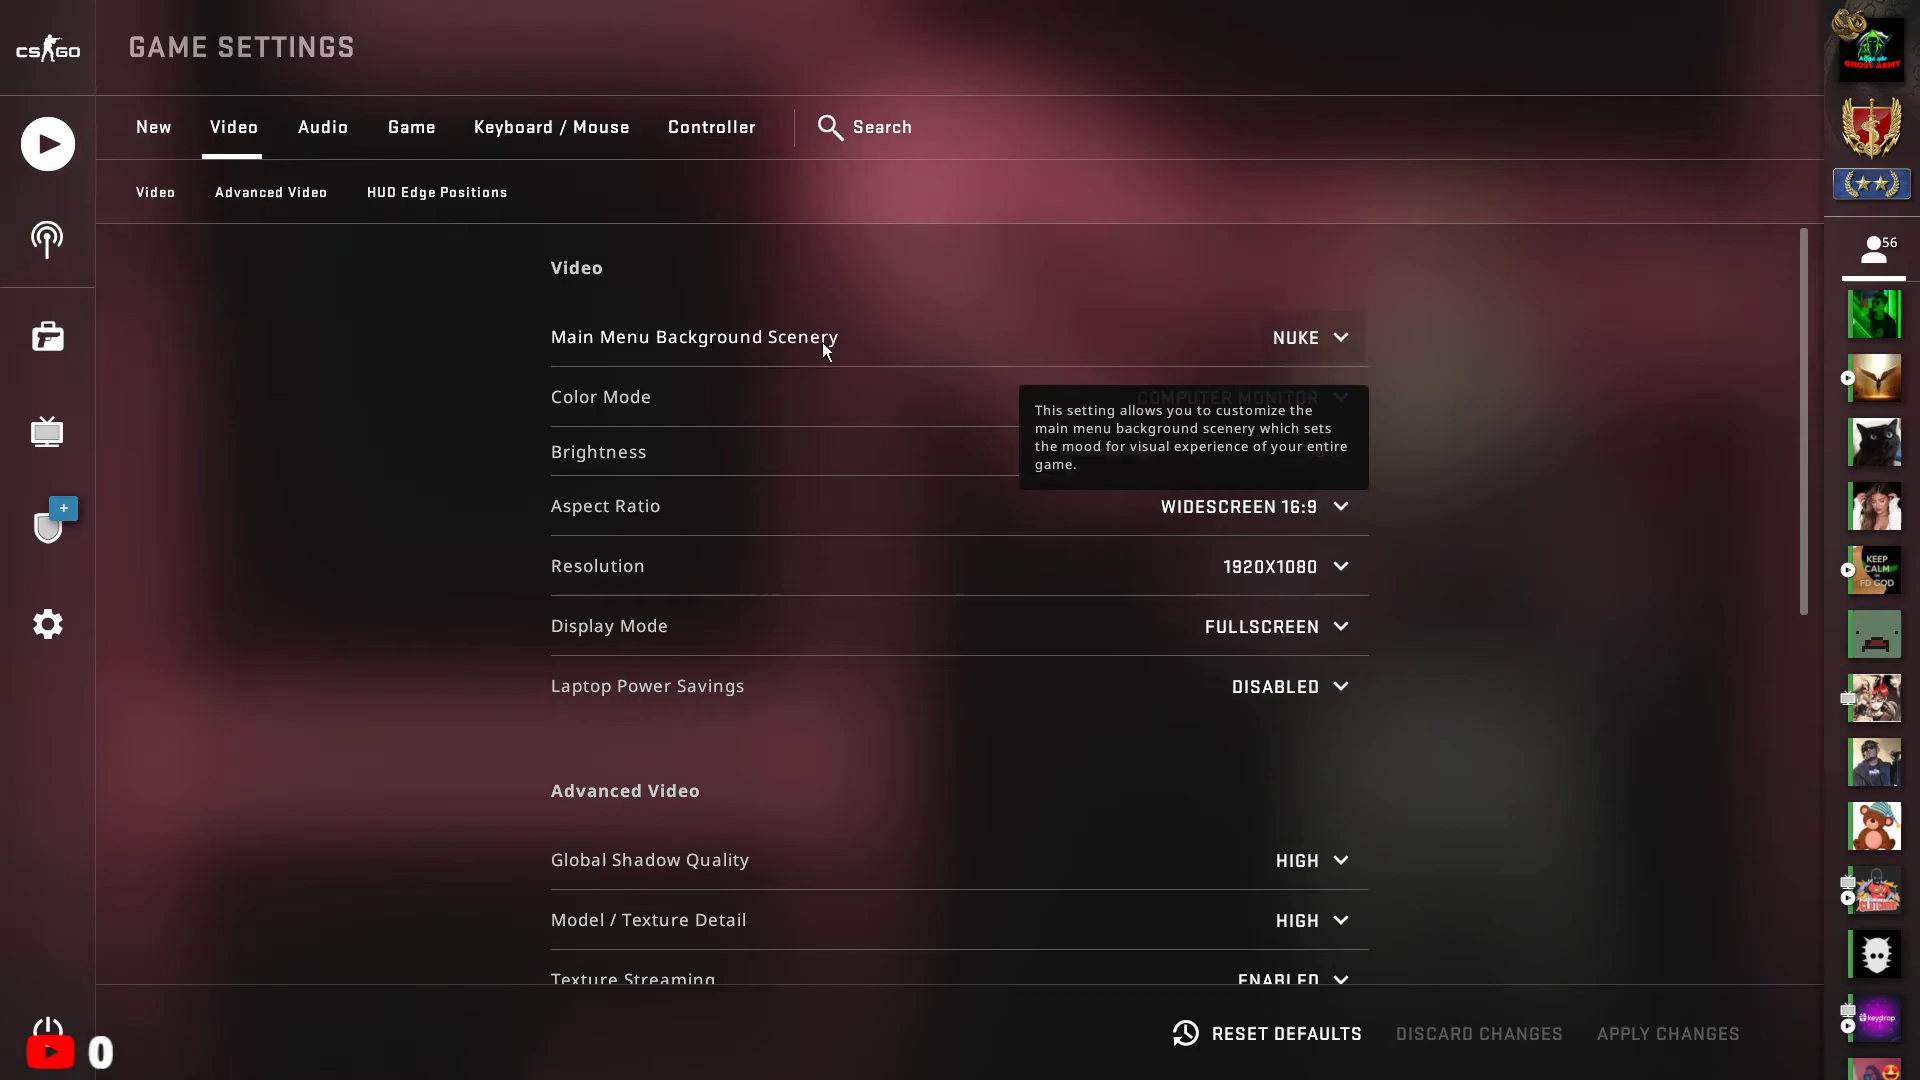 CS GO
GAME SETTINGS
New Video Audio Game Keyboard / Mouse Controller Search
Video Advanced Video HUD Edge Positions
56
Video
Main Menu Background Scenery NUKE
Color Mode COMPUTER MONITOR
This setting allows you to customize the
main menu background scenery which sets
the mood for visual experience of your entire
game.
Brightness
Aspect Ratio WIDESCREEN 16:9
+
Resolution 1920X1080
KEEP
CALM
FD GOD
Display Mode FULLSCREEN
Laptop Power Savings DISABLED
Advanced Video
Global Shadow Quality HIGH
Model / Texture Detail HIGH
Texture Streaming ENABLED
keydrop
RESET DEFAULTS DISCARD CHANGES APPLY CHANGES
0